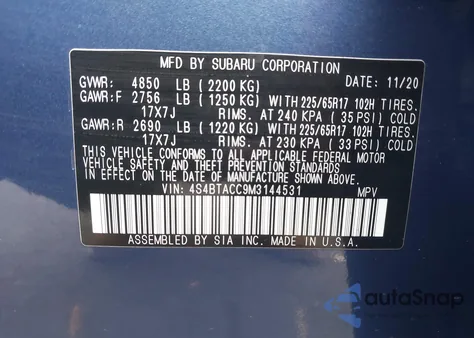 MFD. BY SUBARU CORPORATION
GVWR: 4850 LB (2200 KG) DATE: 11/20
GAWR:F 2756 LB (1250 KG) WITH 225/65R17 102H TIRES.
17X7J RIMS. AT 240 KPA ( 35 PSI) COLD
GAWR:R 2690 LB (1220 KG) WITH 225/65R17 102H TIRES.
17X7J RIMS. AT 230 KPA ( 33 PSI) COLD
THIS VEHICLE CONFORMS TO ALL APPLICABLE FEDERAL MOTOR
VEHICLE SAFETY, BUMPER, AND THEFT PREVENTION STANDARDS
IN EFFECT ON THE DATE OF MANUFACTURE SHOWN ABOVE.
VIN: 4S4BTACC9M3144531 MPV
ASSEMBLED BY SIA INC. IN U.S.A.
autoSnap